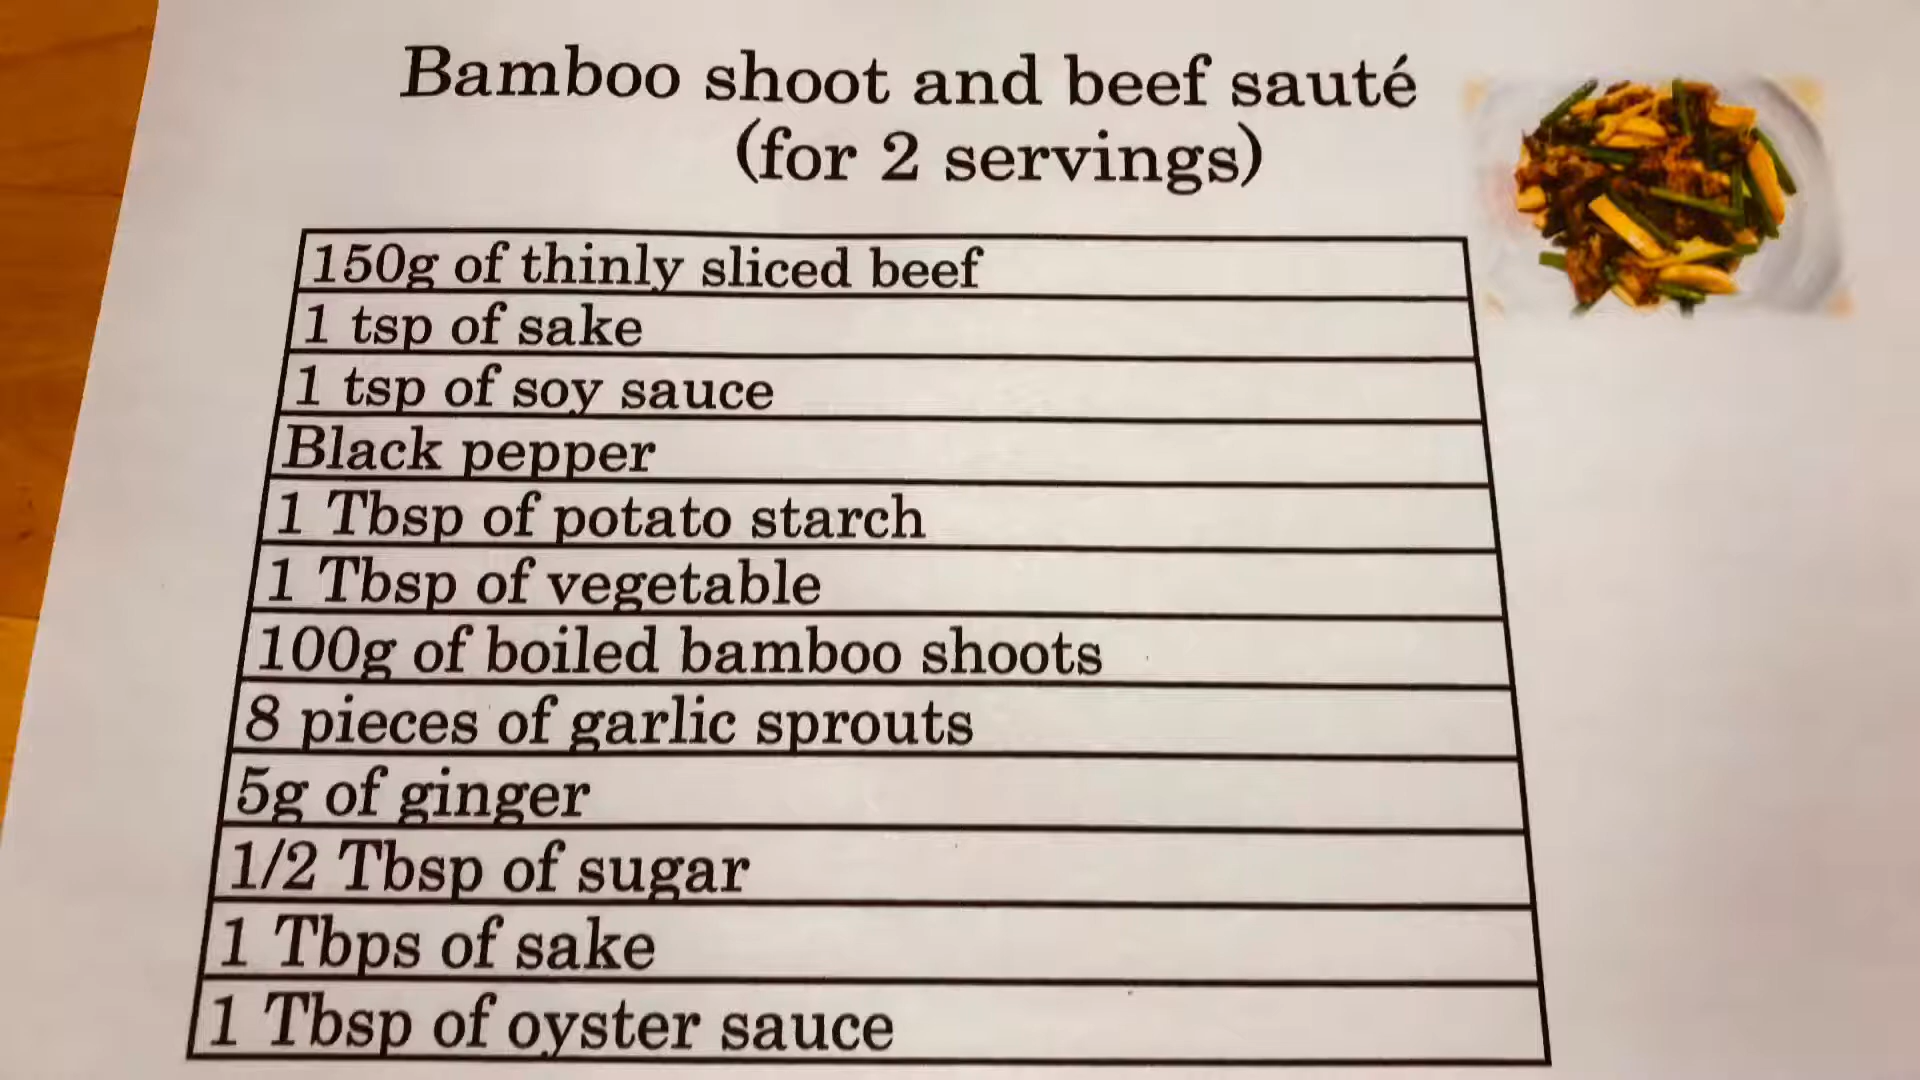 Bamboo shoot and beef sauté
(for 2 servings)
150g of thinly sliced beef
1 tsp of sake
1 tsp of soy sauce
Black pepper
1 Tbsp of potato starch
1 Tbsp of vegetable
100g of boiled bamboo shoots
8 pieces of garlic sprouts
5g of ginger
1/2 Tbsp of sugar
1 Tbps of sake
1 Tbsp of oyster sauce